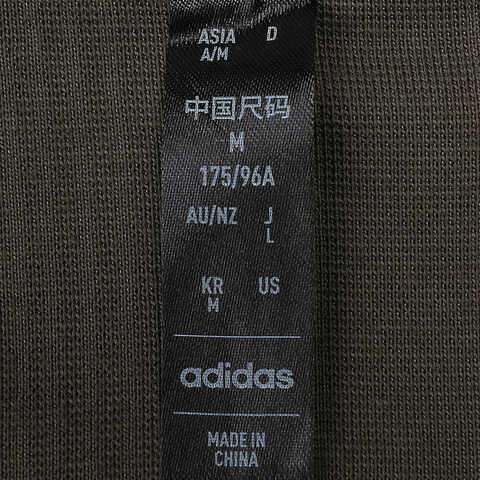 ASIA D
A/M
中国尺码
M
175/96A
AU/NZ J
L
KR US
M
adidas
MADE IN
CHINA